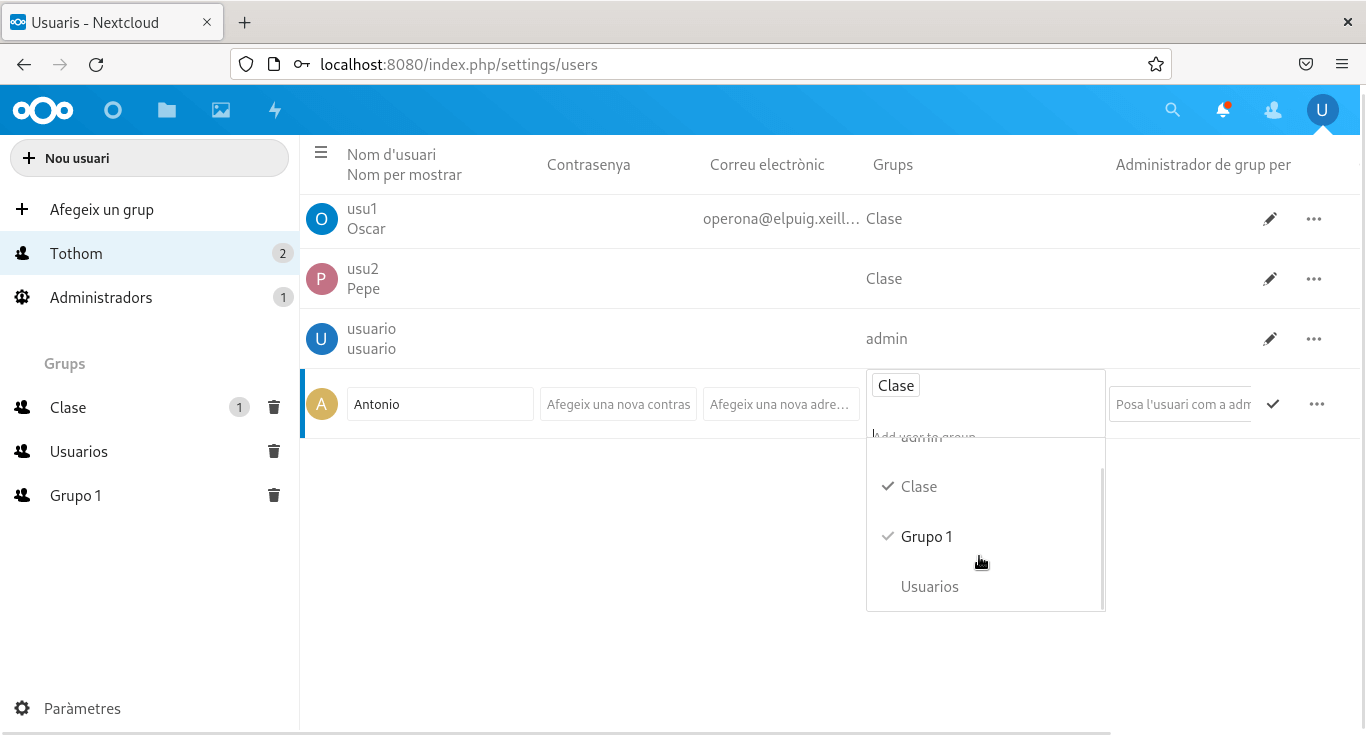 Usuaris - Nextcloud
localhost:8080/index.php/settings/users
U
Nou usuari
Afegeix un grup
Tothom 2
Administradors 1
Grups
Clase 1
Usuarios
Grupo 1
Paràmetres
Nom d'usuari
Nom per mostrar
Contrasenya
Correu electrònic
Grups
Administrador de grup per
O
usu1
Oscar
operona@elpuig.xeill...
Clase
P
usu2
Pepe
Clase
U
usuario
usuario
admin
A
Antonio
Afegeix una nova contras
Afegeix una nova adre...
Clase
Add user to group
Posa l'usuari com a adm
admin
Clase
Grupo 1
Usuarios